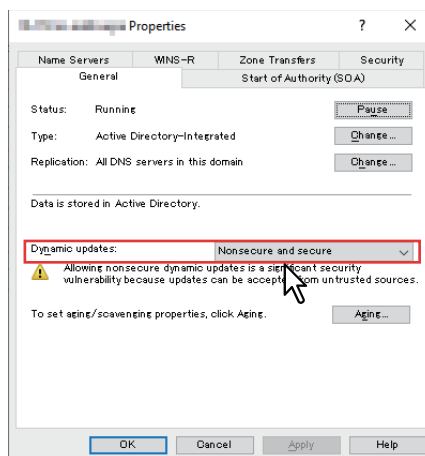 Properties
? ×
Name Servers WINS-R Zone Transfers Security
General Start of Authority (SOA)
Status: Running Pause
Type: Active Directory-Integrated Change...
Replication: All DNS servers in this domain Change...
Data is stored in Active Directory.
Dynamic updates: Nonsecure and secure
Allowing nonsecure dynamic updates is a significant security
vulnerability because updates can be accepted from untrusted sources.
To set aging/scavenging properties, click Aging. Aging...
OK Cancel Apply Help